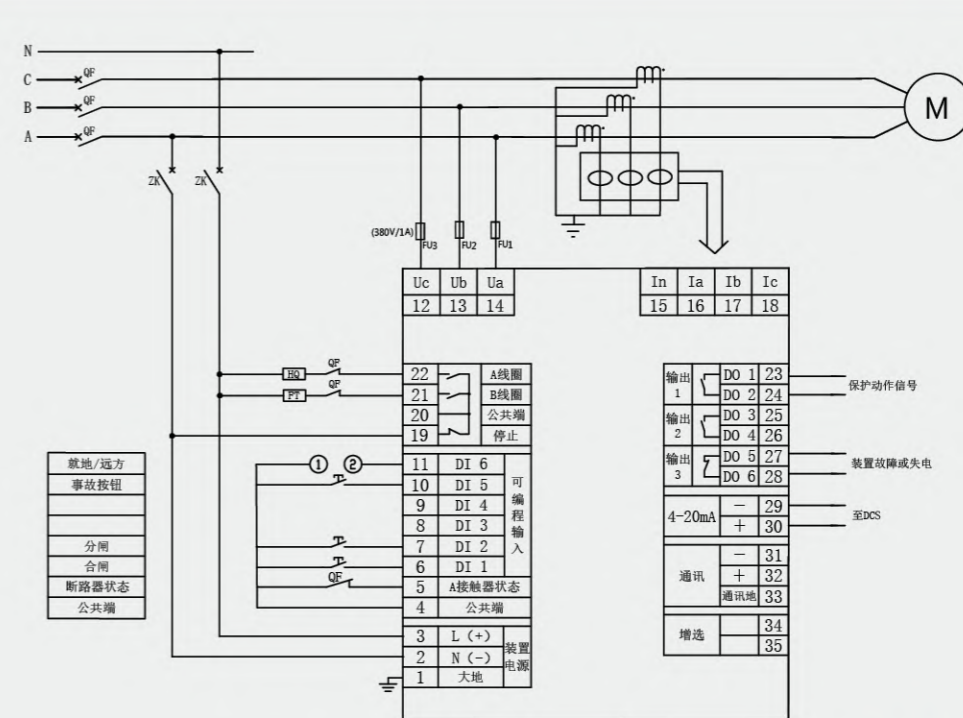 N
C QF
B QF
A QF
M
ZK ZK
(380V/1A) FU3 FU2 FU1
Uc Ub Ua
12 13 14
In Ia Ib Ic
15 16 17 18
HQ QF 22 A线圈
FT QF 21 B线圈
20 公共端
19 停止
① ② 11 DI 6
10 DI 5
9 DI 4
8 DI 3
7 DI 2
6 DI 1
可编程输入
QF 5 A接触器状态
4 公共端
3 L (+)
2 N (-)
1 大地
装置
电源
就地/远方
事故按钮
分闸
合闸
断路器状态
公共端
输出
1
DO 1 23
DO 2 24
保护动作信号
输出
2
DO 3 25
DO 4 26
输出
3
DO 5 27
DO 6 28
装置故障或失电
4-20mA
- 29
+ 30
至DCS
通讯
- 31
+ 32
通讯地 33
增选
34
35